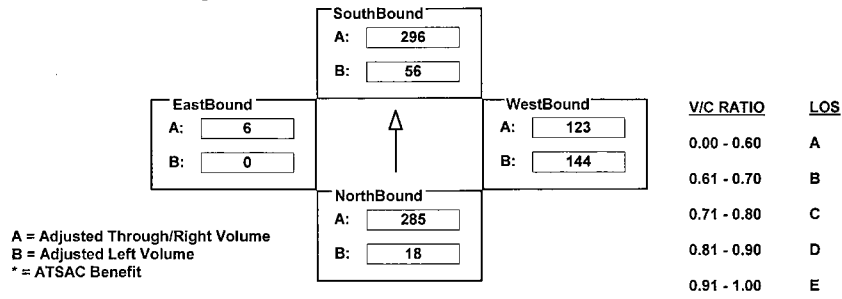 SouthBound
A: 296
B: 56
EastBound
A: 6
B: 0
WestBound
A: 123
B: 144
NorthBound
A: 285
B: 18
A = Adjusted Through/Right Volume
B = Adjusted Left Volume
* = ATSAC Benefit
V/C RATIO LOS
0.00 - 0.60 A
0.61 - 0.70 B
0.71 - 0.80 C
0.81 - 0.90 D
0.91 - 1.00 E